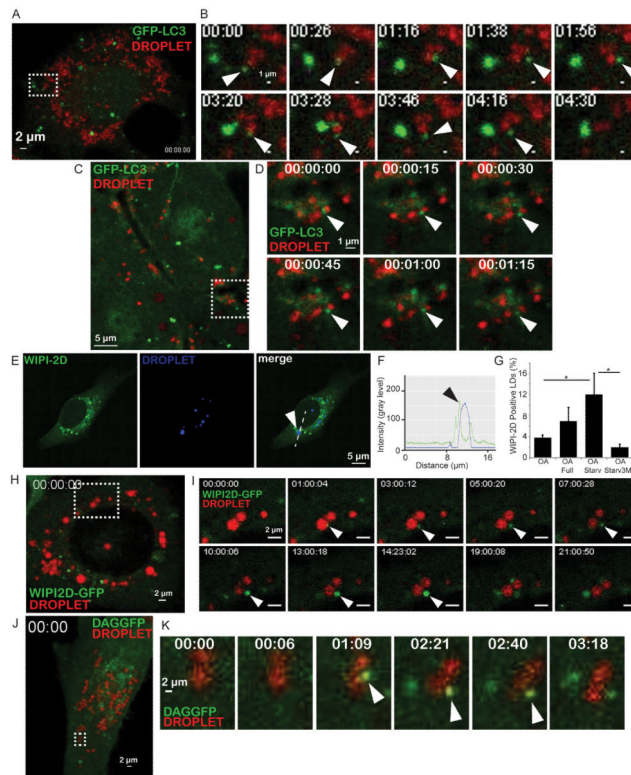 A
GFP-LC3
DROPLET
2 µm
00:00:00
B
00:00 00:26 01:16 01:38 01:56
1 µm
03:20 03:28 03:46 04:16 04:30
C
GFP-LC3
DROPLET
5 µm
D
00:00:00 00:00:15 00:00:30
GFP-LC3
DROPLET
1 µm
00:00:45 00:01:00 00:01:15
E
WIPI-2D DROPLET merge
5 µm
F
Intensity (gray level)
200
100
0
0 8 16
Distance (µm)
G
WIPI-2D Positive LDs (%)
16
12
8
4
0
* *
OA OA OA OA
Full Starv Starv3M
H
00:00:00
WIPI2D-GFP
DROPLET
2 µm
I
00:00:00 01:00:04 03:00:12 05:00:20 07:00:28
WIPI2D-GFP
DROPLET
2 µm
10:00:06 13:00:18 14:23:02 19:00:08 21:00:50
J
00:00
DAGGFP
DROPLET
2 µm
K
00:00 00:06 01:09 02:21 02:40 03:18
2 µm
DAGGFP
DROPLET